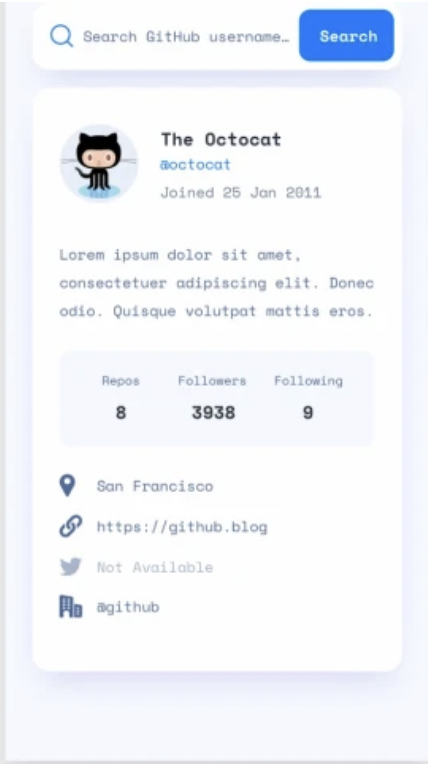 Search GitHub username…
Search
The Octocat
@octocat
Joined 25 Jan 2011
Lorem ipsum dolor sit amet,
consectetuer adipiscing elit. Donec
odio. Quisque volutpat mattis eros.
Repos Followers Following
8 3938 9
San Francisco
https://github.blog
Not Available
@github